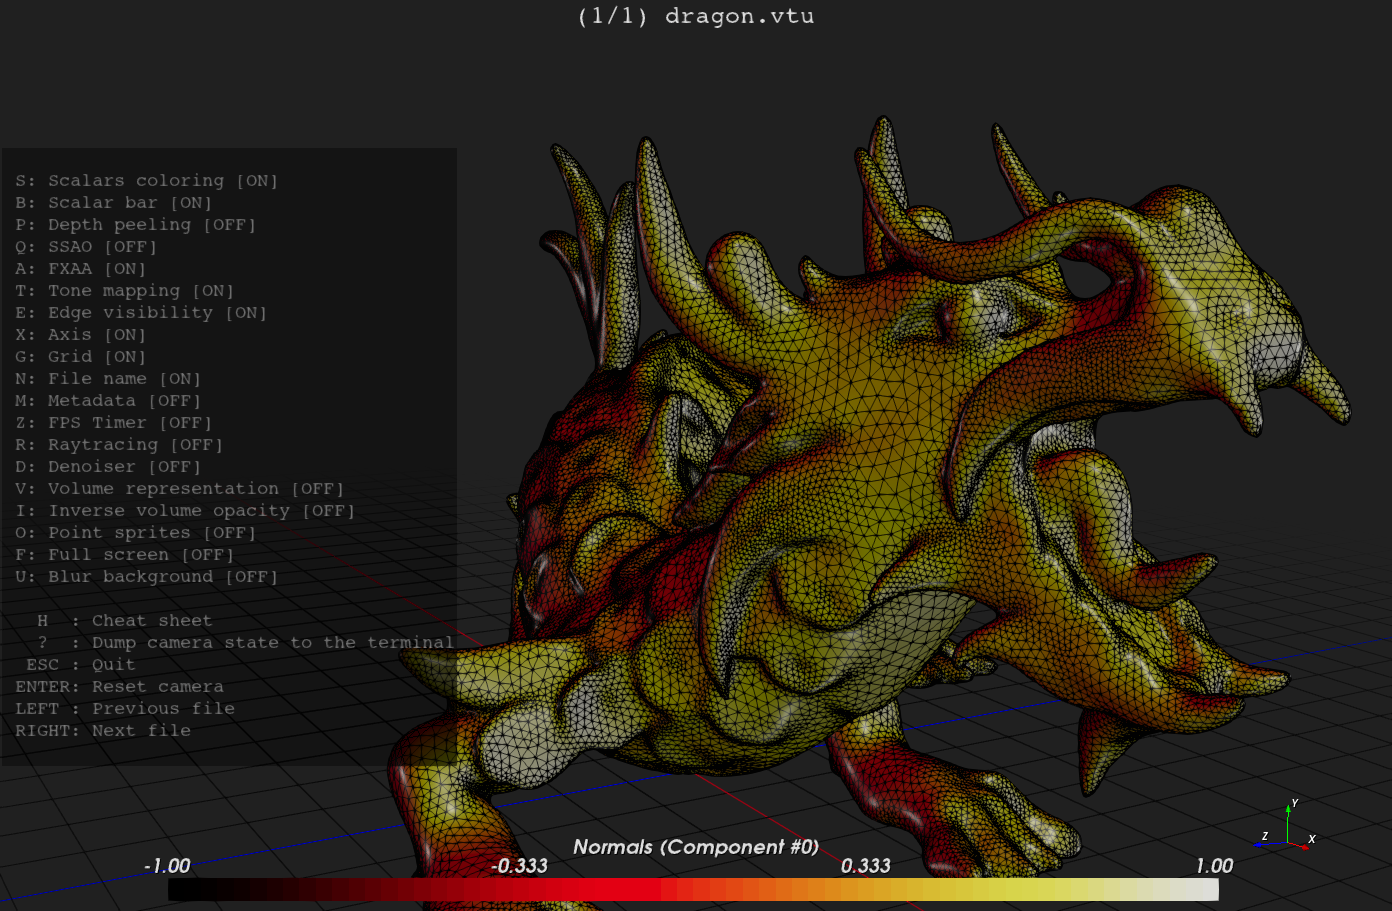 (1/1) dragon.vtu
S: Scalars coloring [ON]
B: Scalar bar [ON]
P: Depth peeling [OFF]
Q: SSAO [OFF]
A: FXAA [ON]
T: Tone mapping [ON]
E: Edge visibility [ON]
X: Axis [ON]
G: Grid [ON]
N: File name [ON]
M: Metadata [OFF]
Z: FPS Timer [OFF]
R: Raytracing [OFF]
D: Denoiser [OFF]
V: Volume representation [OFF]
I: Inverse volume opacity [OFF]
O: Point sprites [OFF]
F: Full screen [OFF]
U: Blur background [OFF]
H : Cheat sheet
? : Dump camera state to the terminal
ESC : Quit
ENTER: Reset camera
LEFT : Previous file
RIGHT: Next file
Y
Z
X
Normals (Component #0)
-1.00 -0.333 0.333 1.00